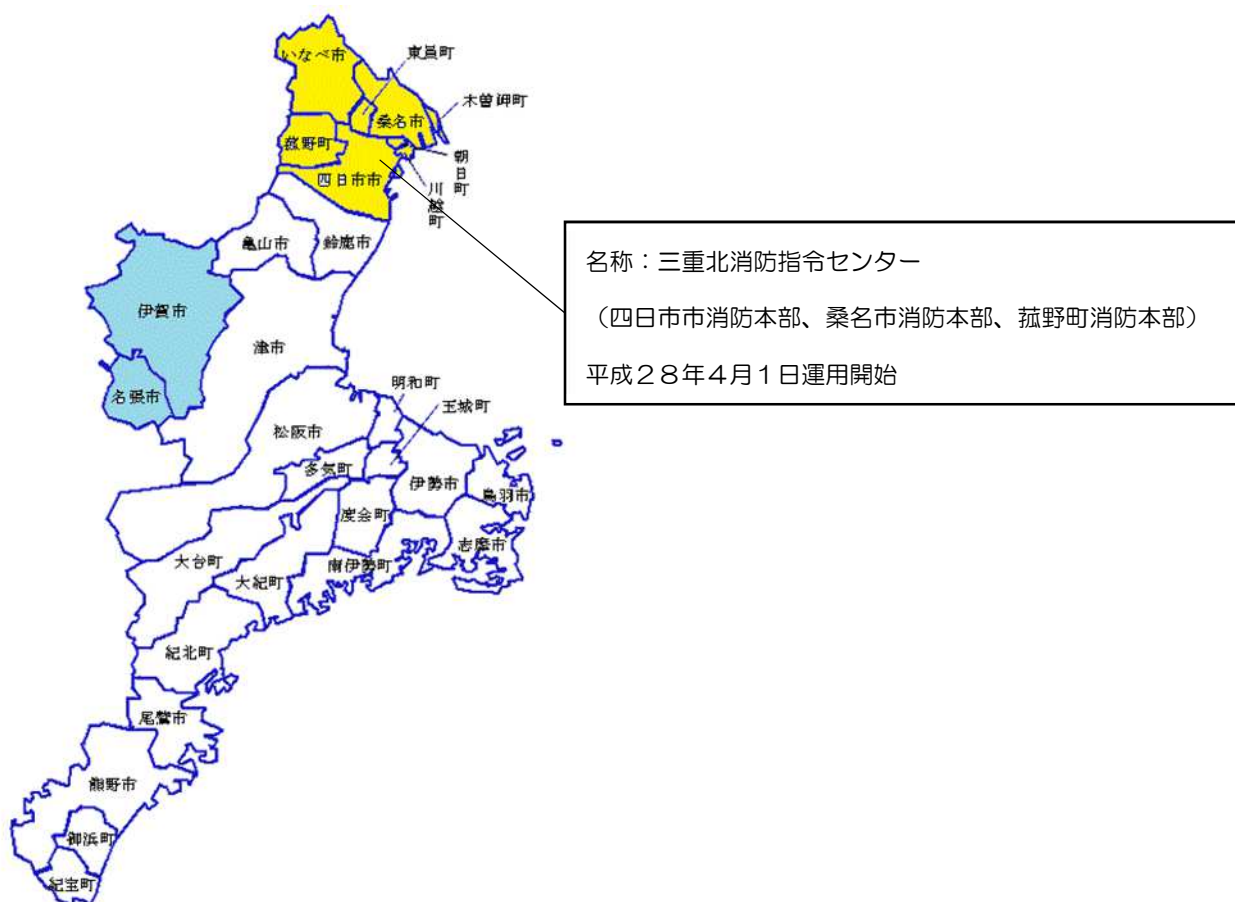 いなべ市
東員町
木曽岬町
桑名市
菰野町
朝日町
四日市市
川越町
亀山市
鈴鹿市
名称：三重北消防指令センター
（四日市市消防本部、桑名市消防本部、菰野町消防本部）
平成２８年４月１日運用開始
伊賀市
津市
名張市
明和町
玉城町
松阪市
多気町
伊勢市
鳥羽市
度会町
志摩市
大台町
南伊勢町
大紀町
紀北町
尾鷲市
熊野市
御浜町
紀宝町